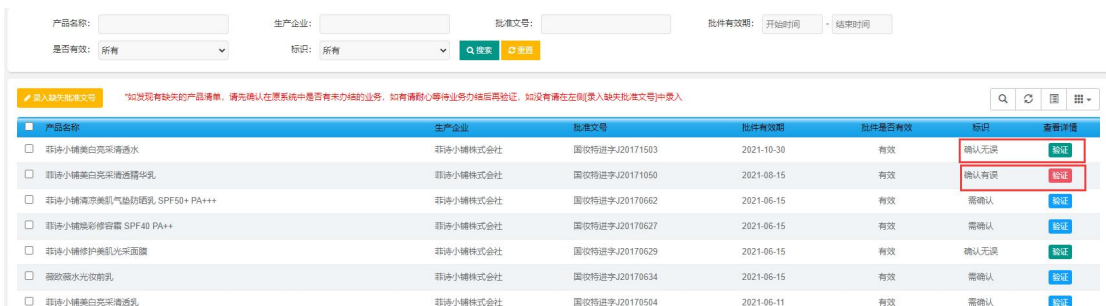 产品名称: 生产企业: 批准文号: 批件有效期: 开始时间 - 结束时间
是否有效: 所有 标识: 所有 搜索 重置
录入缺失批准文号 *如发现有缺失的产品清单，请先确认在原系统中是否有未办结的业务，如有请耐心等待业务办结后再验证，如没有请在左侧[录入缺失批准文号]中录入
产品名称 生产企业 批准文号 批件有效期 批件是否有效 标识 查看详情
菲诗小铺美白亮采清透水 菲诗小铺株式会社 国妆特进字J20171503 2021-10-30 有效 确认无误 验证
菲诗小铺美白亮采清透精华乳 菲诗小铺株式会社 国妆特进字J20171050 2021-08-15 有效 确认有误 验证
菲诗小铺清凉美肌气垫防晒乳 SPF50+ PA+++ 菲诗小铺株式会社 国妆特进字J20170662 2021-06-15 有效 需确认 验证
菲诗小铺焕彩修容霜 SPF40 PA++ 菲诗小铺株式会社 国妆特进字J20170627 2021-06-15 有效 需确认 验证
菲诗小铺修护美肌光采面膜 菲诗小铺株式会社 国妆特进字J20170629 2021-06-15 有效 确认无误 验证
薇欧薇水光妆前乳 菲诗小铺株式会社 国妆特进字J20170634 2021-06-15 有效 需确认 验证
菲诗小铺美白亮采清透乳 菲诗小铺株式会社 国妆特进字J20170504 2021-06-11 有效 需确认 验证